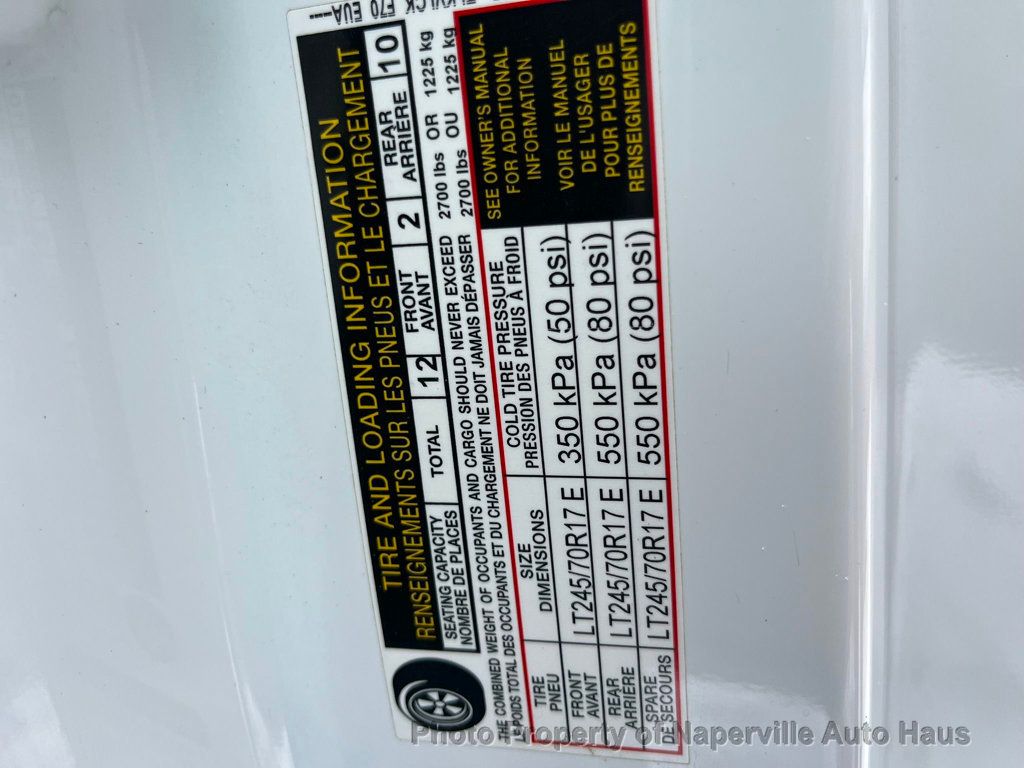 TIRE AND LOADING INFORMATION
RENSEIGNEMENTS SUR LES PNEUS ET LE CHARGEMENT
SEATING CAPACITY
NOMBRE DE PLACES
TOTAL 12
FRONT
AVANT
2
REAR
ARRIÈRE
10
THE COMBINED WEIGHT OF OCCUPANTS AND CARGO SHOULD NEVER EXCEED 2700 lbs OR 1225 kg
LE POIDS TOTAL DES OCCUPANTS ET DU CHARGEMENT NE DOIT JAMAIS DÉPASSER 2700 lbs OU 1225 kg
TIRE
PNEU
SIZE
DIMENSIONS
COLD TIRE PRESSURE
PRESSION DES PNEUS À FROID
FRONT
AVANT
LT245/70R17 E 350 kPa (50 psi)
REAR
ARRIÈRE
LT245/70R17 E 550 kPa (80 psi)
SPARE
DE SECOURS
LT245/70R17 E 550 kPa (80 psi)
SEE OWNER'S MANUAL
FOR ADDITIONAL
INFORMATION
VOIR LE MANUEL
DE L'USAGER
POUR PLUS DE
RENSEIGNEMENTS
Photo Property of Naperville Auto Haus